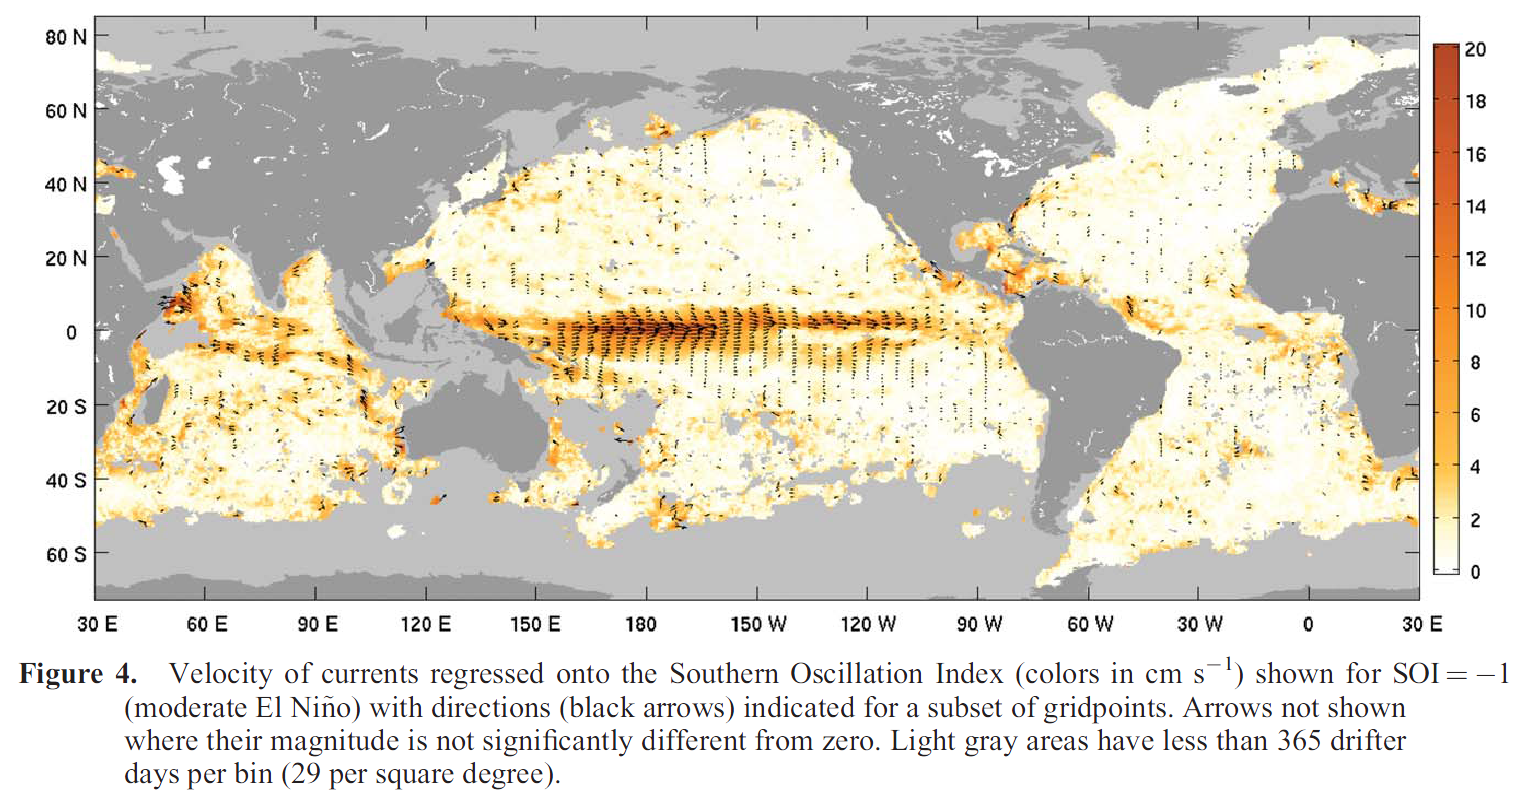 80 N
60 N
40 N
20 N
0
20 S
40 S
60 S
30 E
60 E
90 E
120 E
150 E
180
150 W
120 W
90 W
60 W
30 W
0
30 E
20
18
16
14
12
10
8
6
4
2
0
Figure 4. Velocity of currents regressed onto the Southern Oscillation Index (colors in cm s⁻¹) shown for SOI = −1
(moderate El Niño) with directions (black arrows) indicated for a subset of gridpoints. Arrows not shown
where their magnitude is not significantly different from zero. Light gray areas have less than 365 drifter
days per bin (29 per square degree).